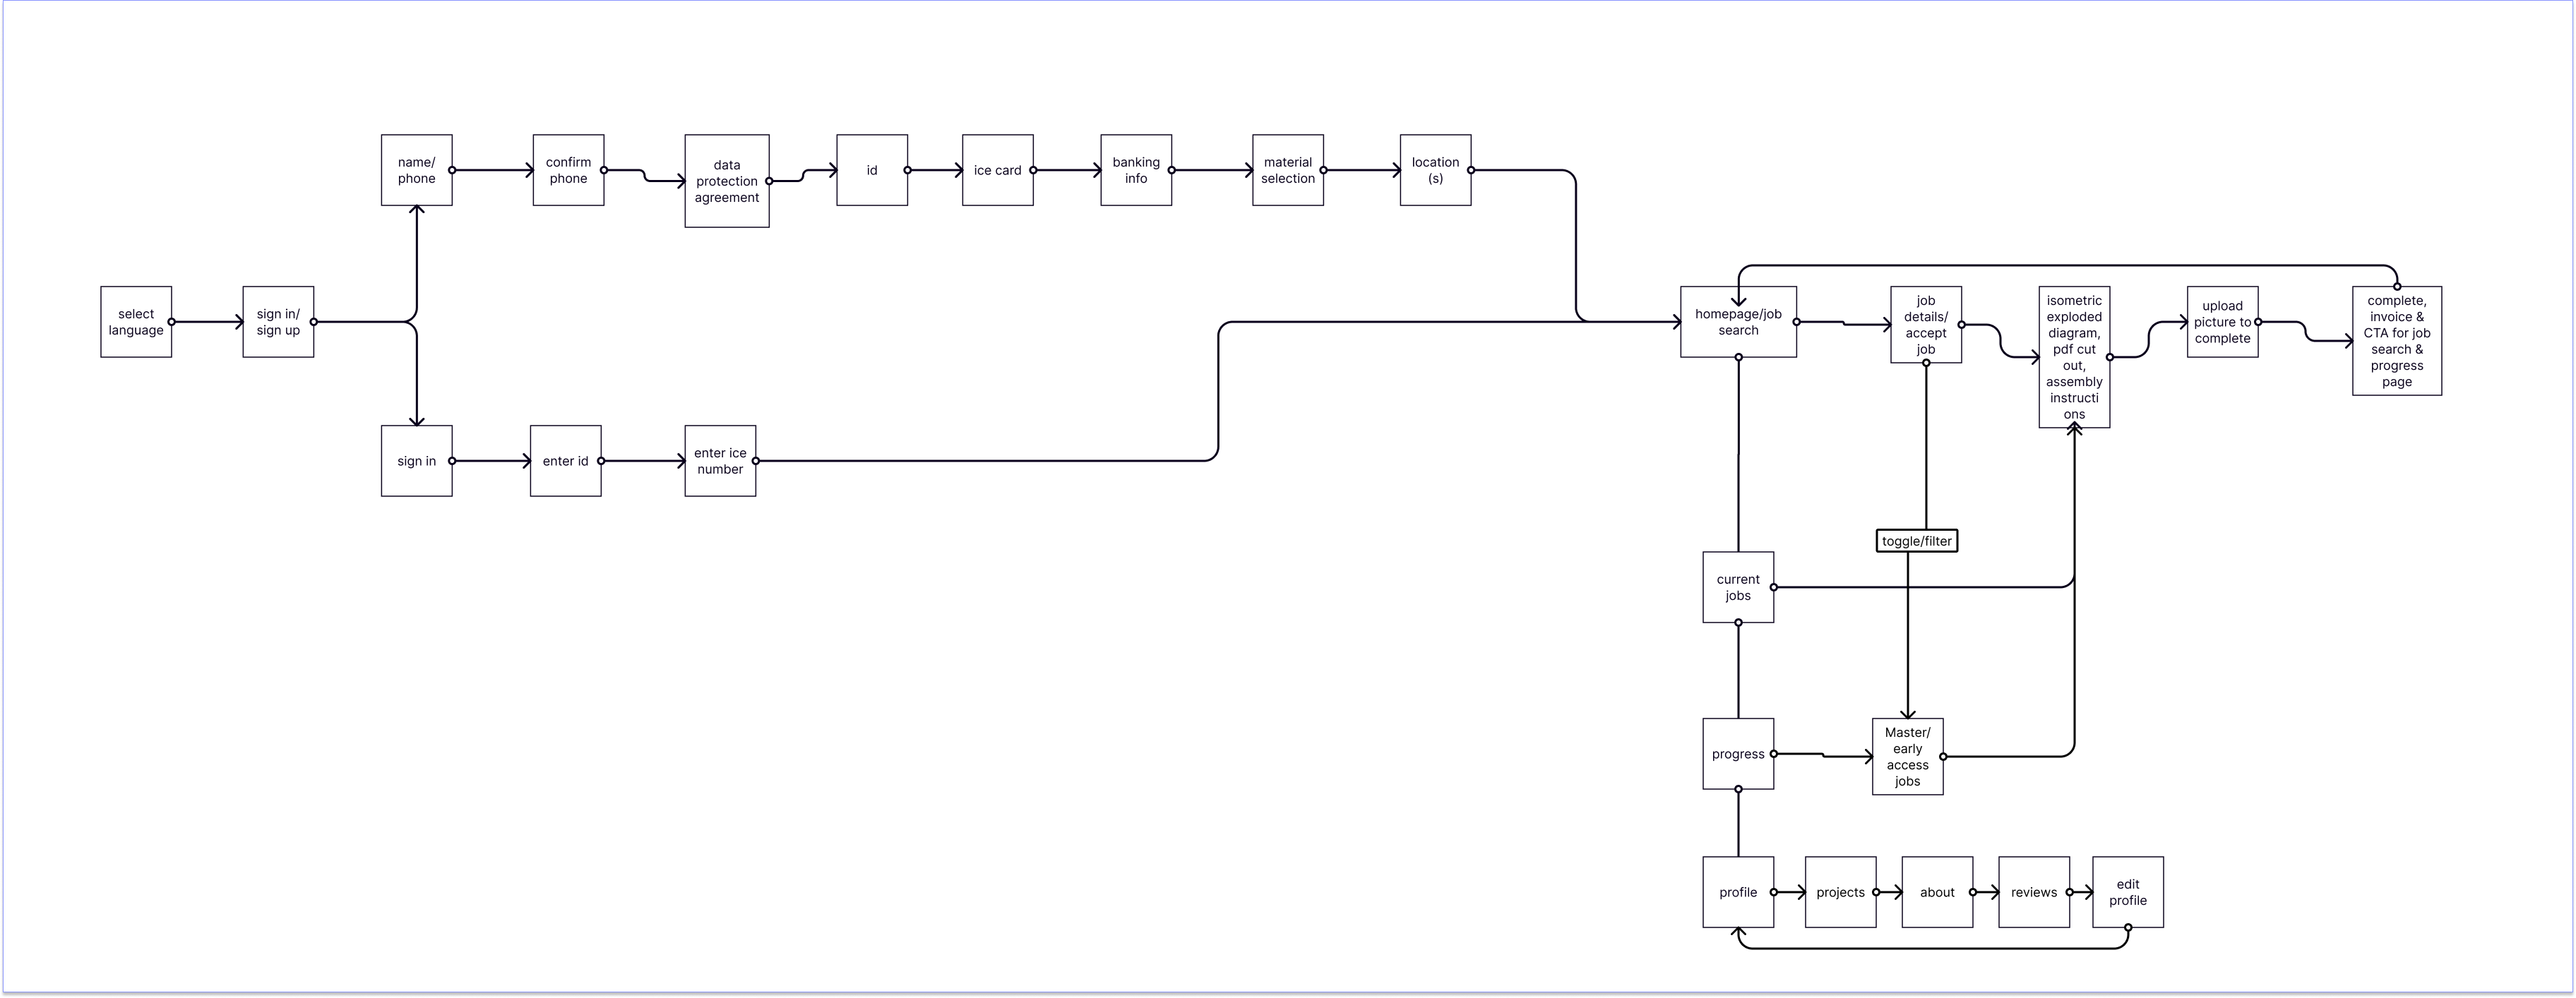 name/
phone
confirm
phone
data
protection
agreement
id
ice card
banking
info
material
selection
location
(s)
select
language
sign in/
sign up
homepage/job
search
job
details/
accept
job
isometric
exploded
diagram,
pdf cut
out,
assembly
instructi
ons
upload
picture to
complete
complete,
invoice &
CTA for job
search &
progress
page
sign in
enter id
enter ice
number
toggle/filter
current
jobs
progress
Master/
early
access
jobs
profile
projects
about
reviews
edit
profile